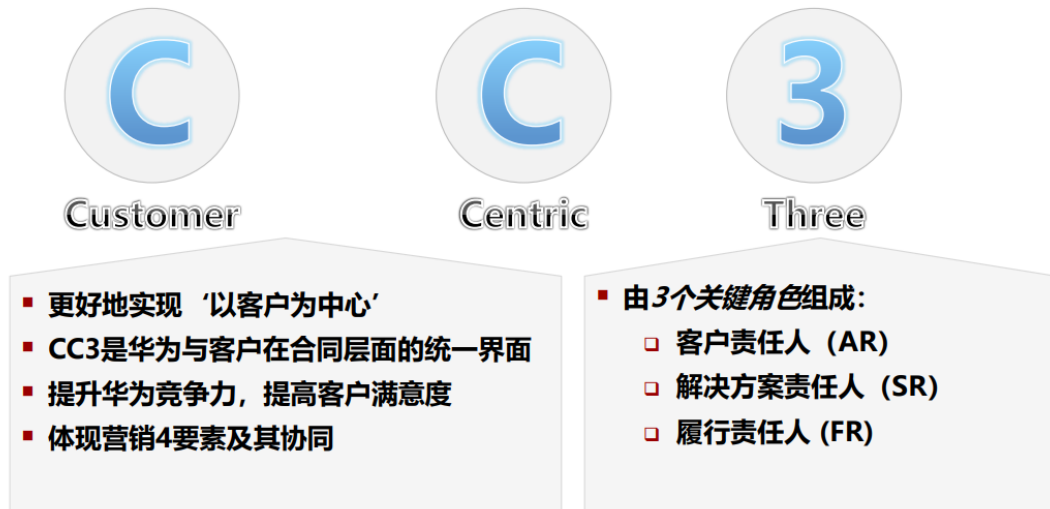 C C 3
Customer Centric Three
更好地实现‘以客户为中心’
CC3是华为与客户在合同层面的统一界面
提升华为竞争力，提高客户满意度
体现营销4要素及其协同
由3个关键角色组成：
客户责任人（AR）
解决方案责任人（SR）
履行责任人 (FR)